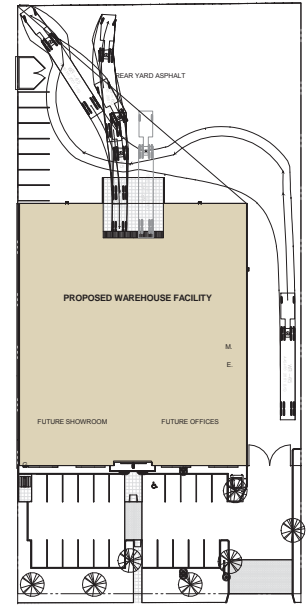 REAR YARD ASPHALT
PROPOSED WAREHOUSE FACILITY
M.
E.
FUTURE SHOWROOM FUTURE OFFICES
G.